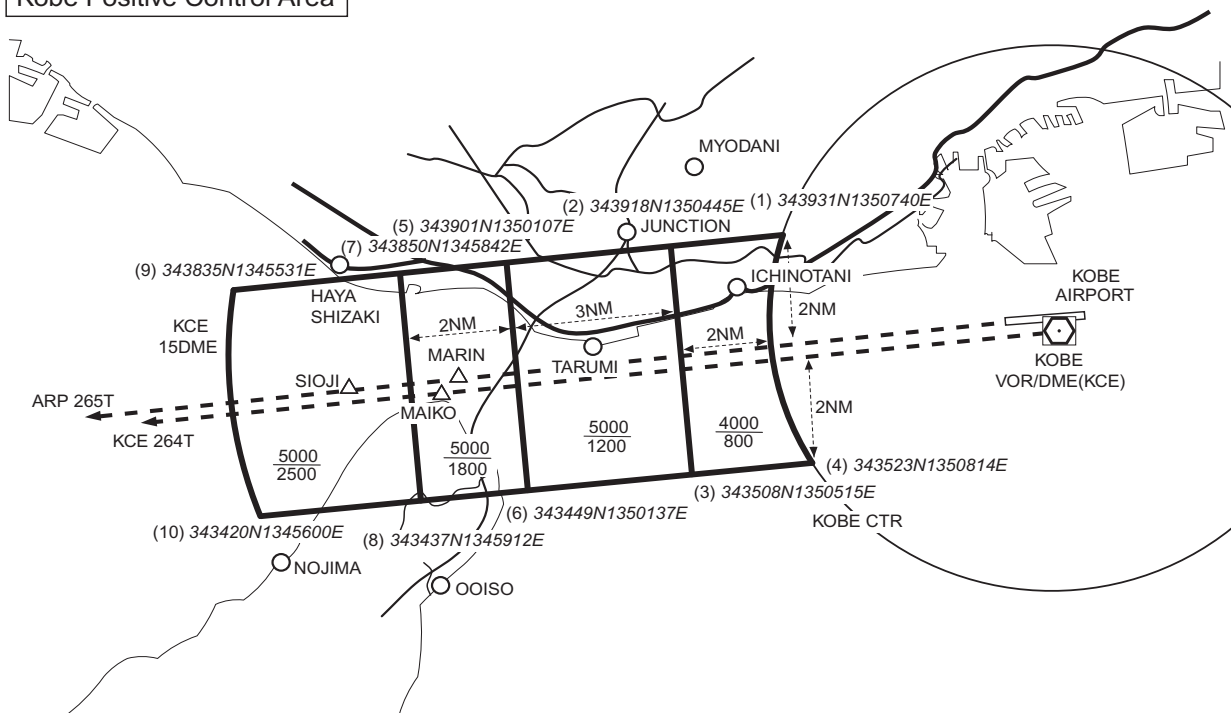 Kobe Positive Control Area
MYODANI
(2) 343918N1350445E
(1) 343931N1350740E
(5) 343901N1350107E
JUNCTION
(7) 343850N1345842E
(9) 343835N1345531E
ICHINOTANI
HAYA
SHIZAKI
KOBE
AIRPORT
KCE
15DME
2NM
3NM
2NM
2NM
MARIN
TARUMI
KOBE
VOR/DME(KCE)
SIOJI
ARP 265T
MAIKO
2NM
KCE 264T
5000
2500
5000
1800
5000
1200
4000
800
(4) 343523N1350814E
(3) 343508N1350515E
(6) 343449N1350137E
KOBE CTR
(10) 343420N1345600E
(8) 343437N1345912E
NOJIMA
OOISO